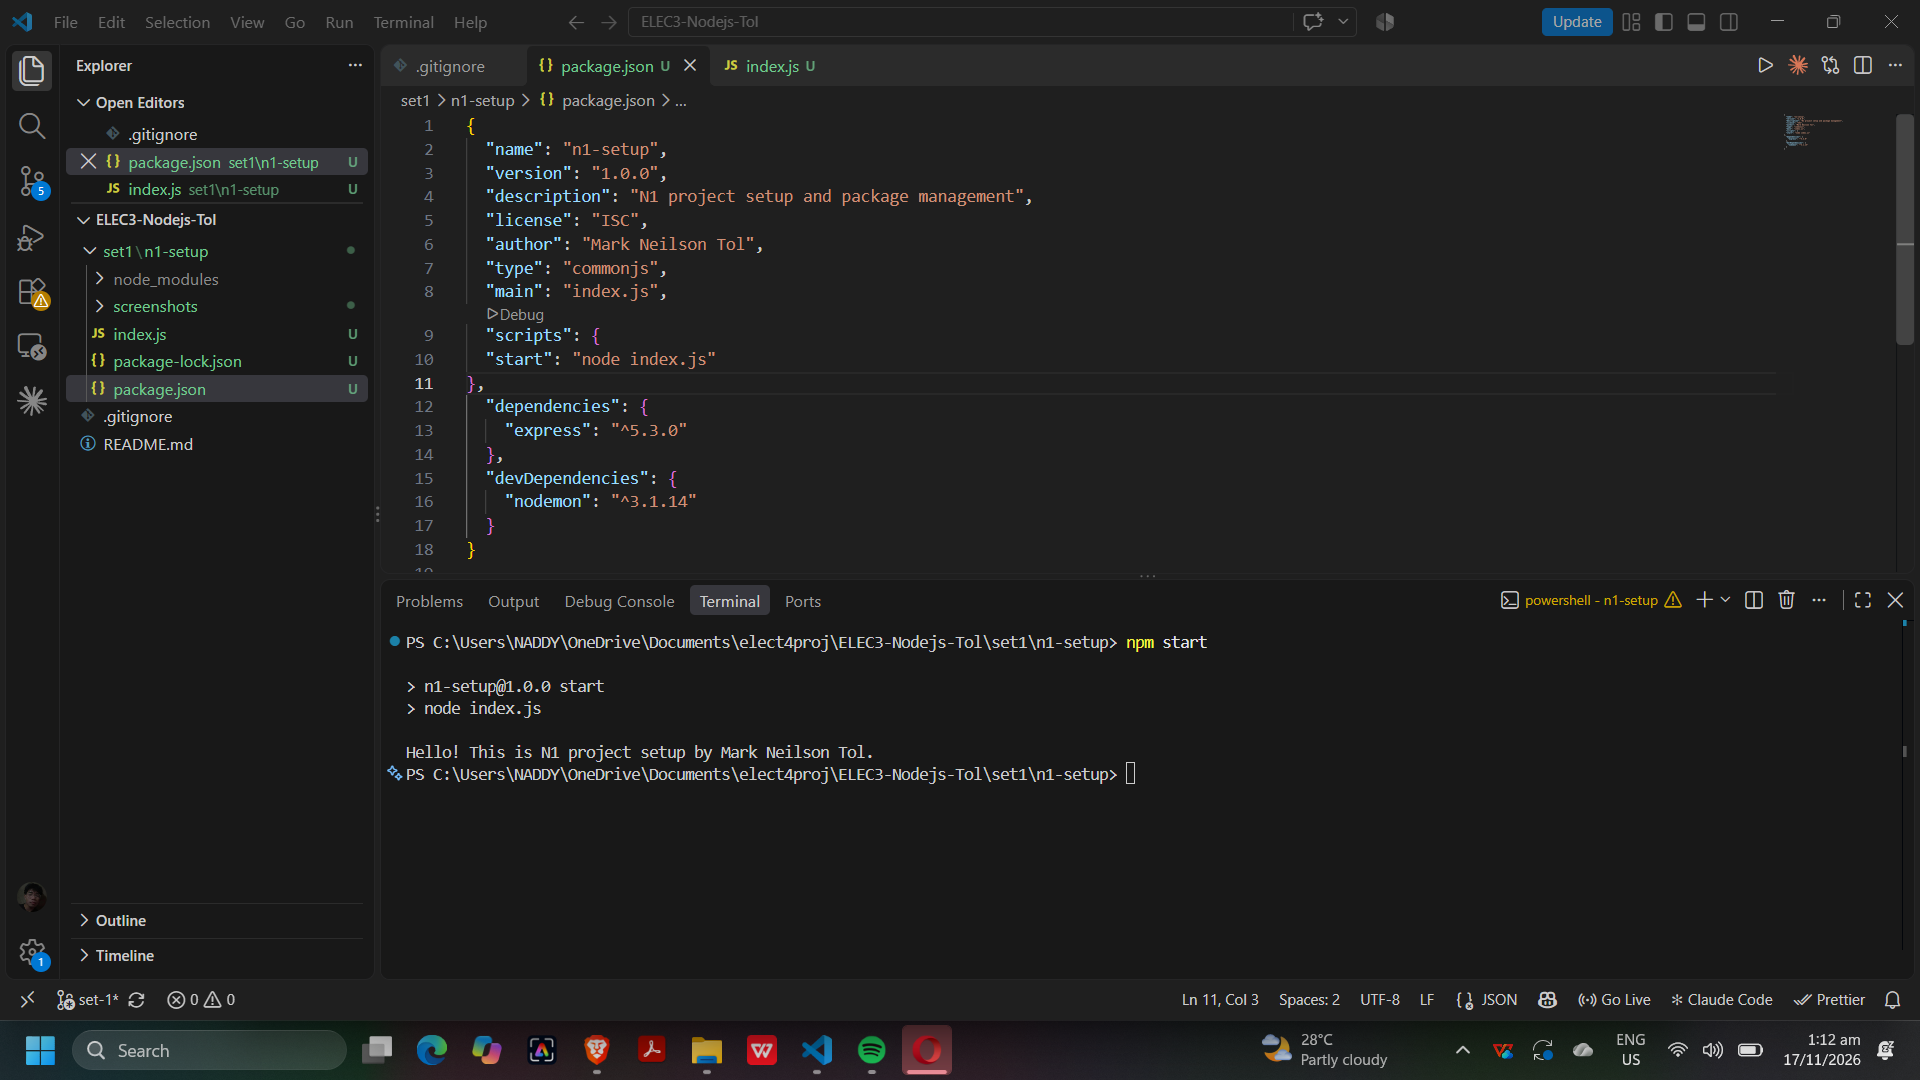 File Edit Selection View Go Run Terminal Help
ELEC3-Nodejs-Tol
Update
Explorer
Open Editors
.gitignore
package.json set1\n1-setup U
index.js set1\n1-setup U
ELEC3-Nodejs-Tol
set1\n1-setup
node_modules
screenshots
JS index.js U
{} package-lock.json U
{} package.json U
.gitignore
README.md
Outline
Timeline
5
1
.gitignore
{} package.json U
JS index.js U
set1 > n1-setup > {} package.json > ...
1 {
2 "name": "n1-setup",
3 "version": "1.0.0",
4 "description": "N1 project setup and package management",
5 "license": "ISC",
6 "author": "Mark Neilson Tol",
7 "type": "commonjs",
8 "main": "index.js",
Debug
9 "scripts": {
10 "start": "node index.js"
11 },
12 "dependencies": {
13 "express": "^5.3.0"
14 },
15 "devDependencies": {
16 "nodemon": "^3.1.14"
17 }
18 }
Problems Output Debug Console Terminal Ports
powershell - n1-setup
PS C:\Users\NADDY\OneDrive\Documents\elect4proj\ELEC3-Nodejs-Tol\set1\n1-setup> npm start
> n1-setup@1.0.0 start
> node index.js
Hello! This is N1 project setup by Mark Neilson Tol.
PS C:\Users\NADDY\OneDrive\Documents\elect4proj\ELEC3-Nodejs-Tol\set1\n1-setup>
set-1* 0 0
Ln 11, Col 3 Spaces: 2 UTF-8 LF {} JSON Go Live Claude Code Prettier
Search
28°C
Partly cloudy
ENG
US
1:12 am
17/11/2026